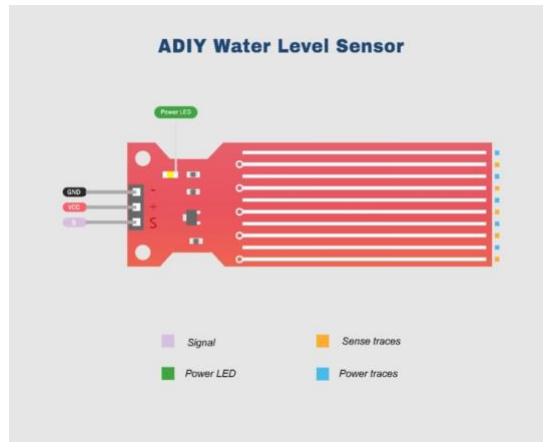 ADIY Water Level Sensor
Power LED
GND
-
VCC
+
S
S
Signal
Sense traces
Power LED
Power traces